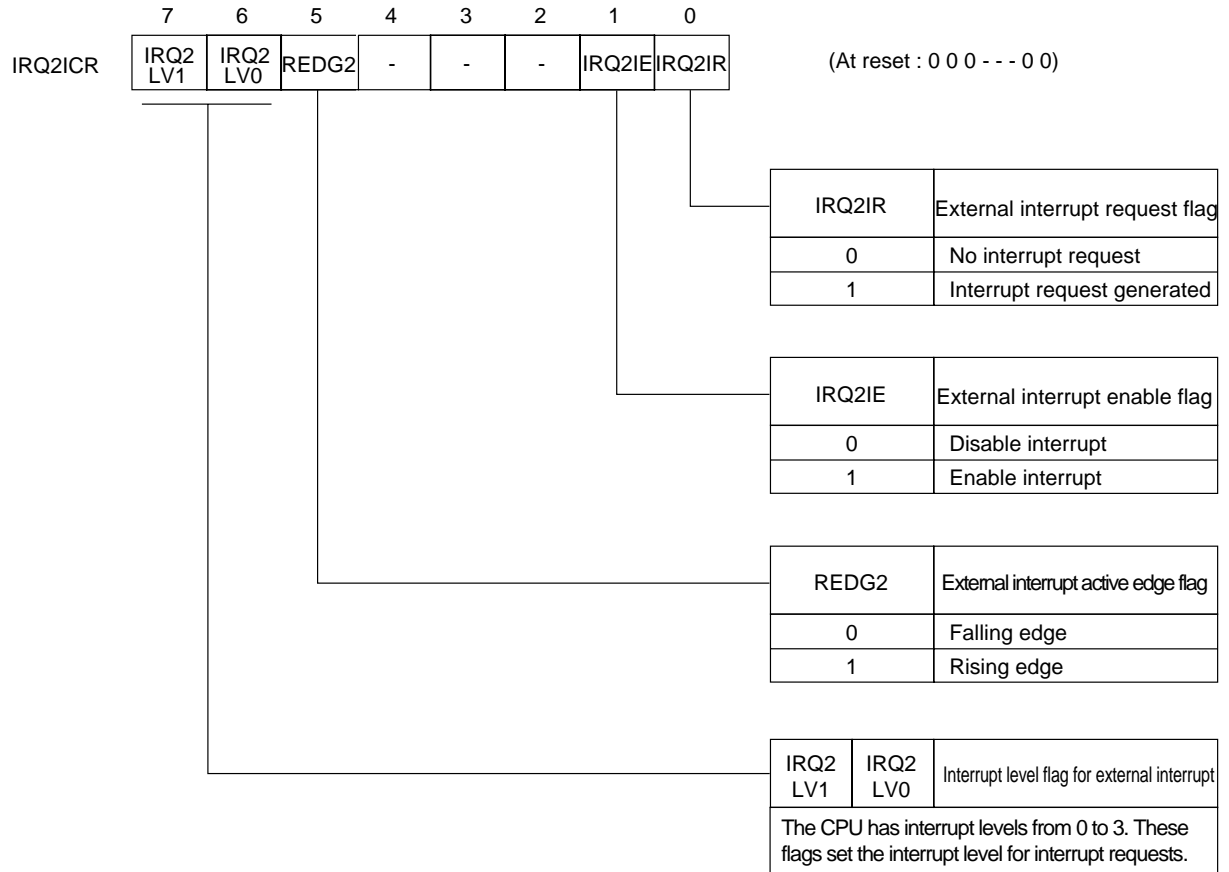 7 6 5 4 3 2 1 0
IRQ2ICR
IRQ2 LV1
IRQ2 LV0
REDG2
-
-
-
IRQ2IE
IRQ2IR
(At reset : 0 0 0 - - - 0 0)
IRQ2IR External interrupt request flag
0 No interrupt request
1 Interrupt request generated
IRQ2IE External interrupt enable flag
0 Disable interrupt
1 Enable interrupt
REDG2 External interrupt active edge flag
0 Falling edge
1 Rising edge
IRQ2 LV1
IRQ2 LV0
Interrupt level flag for external interrupt
The CPU has interrupt levels from 0 to 3. These
flags set the interrupt level for interrupt requests.